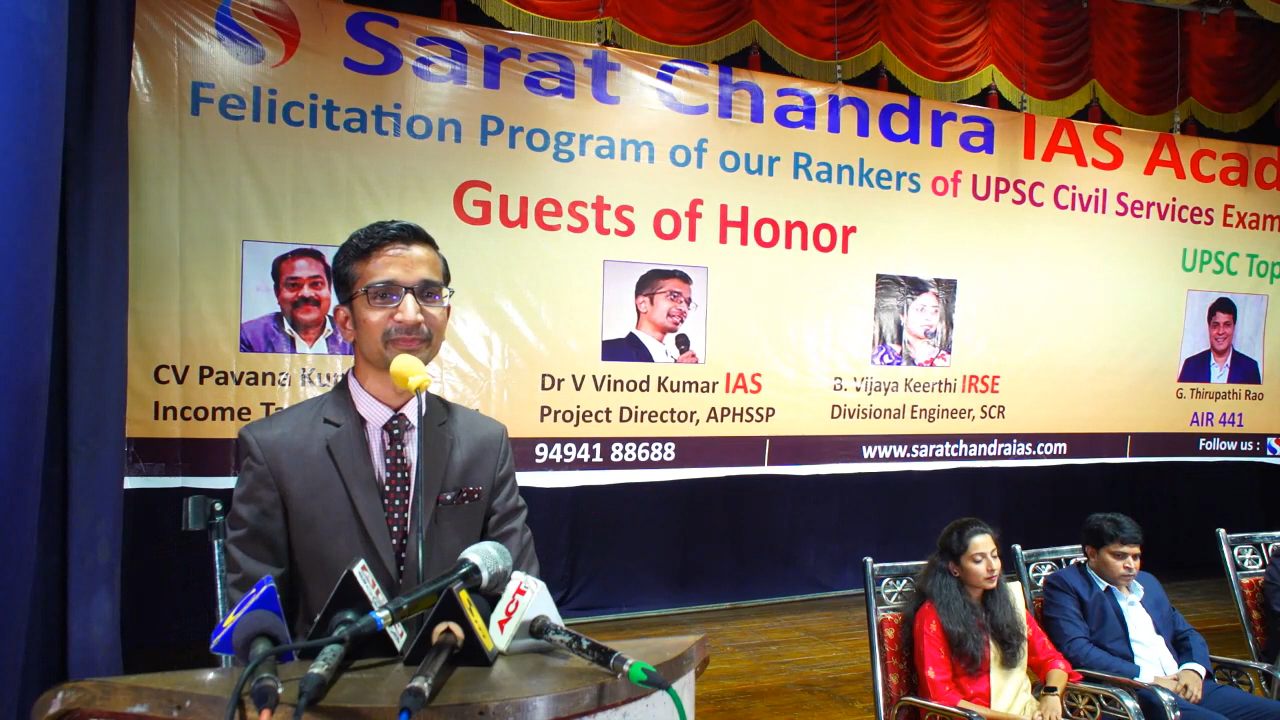 Sarat Chandra IAS Acad
Felicitation Program of our Rankers of UPSC Civil Services Exam
Guests of Honor
UPSC Top
CV Pavana Kum
Income Ta
Dr V Vinod Kumar IAS
Project Director, APHSSP
B. Vijaya Keerthi IRSE
Divisional Engineer, SCR
G. Thirupathi Rao
AIR 441
94941 88688
www.saratchandraias.com
Follow us :
ACT